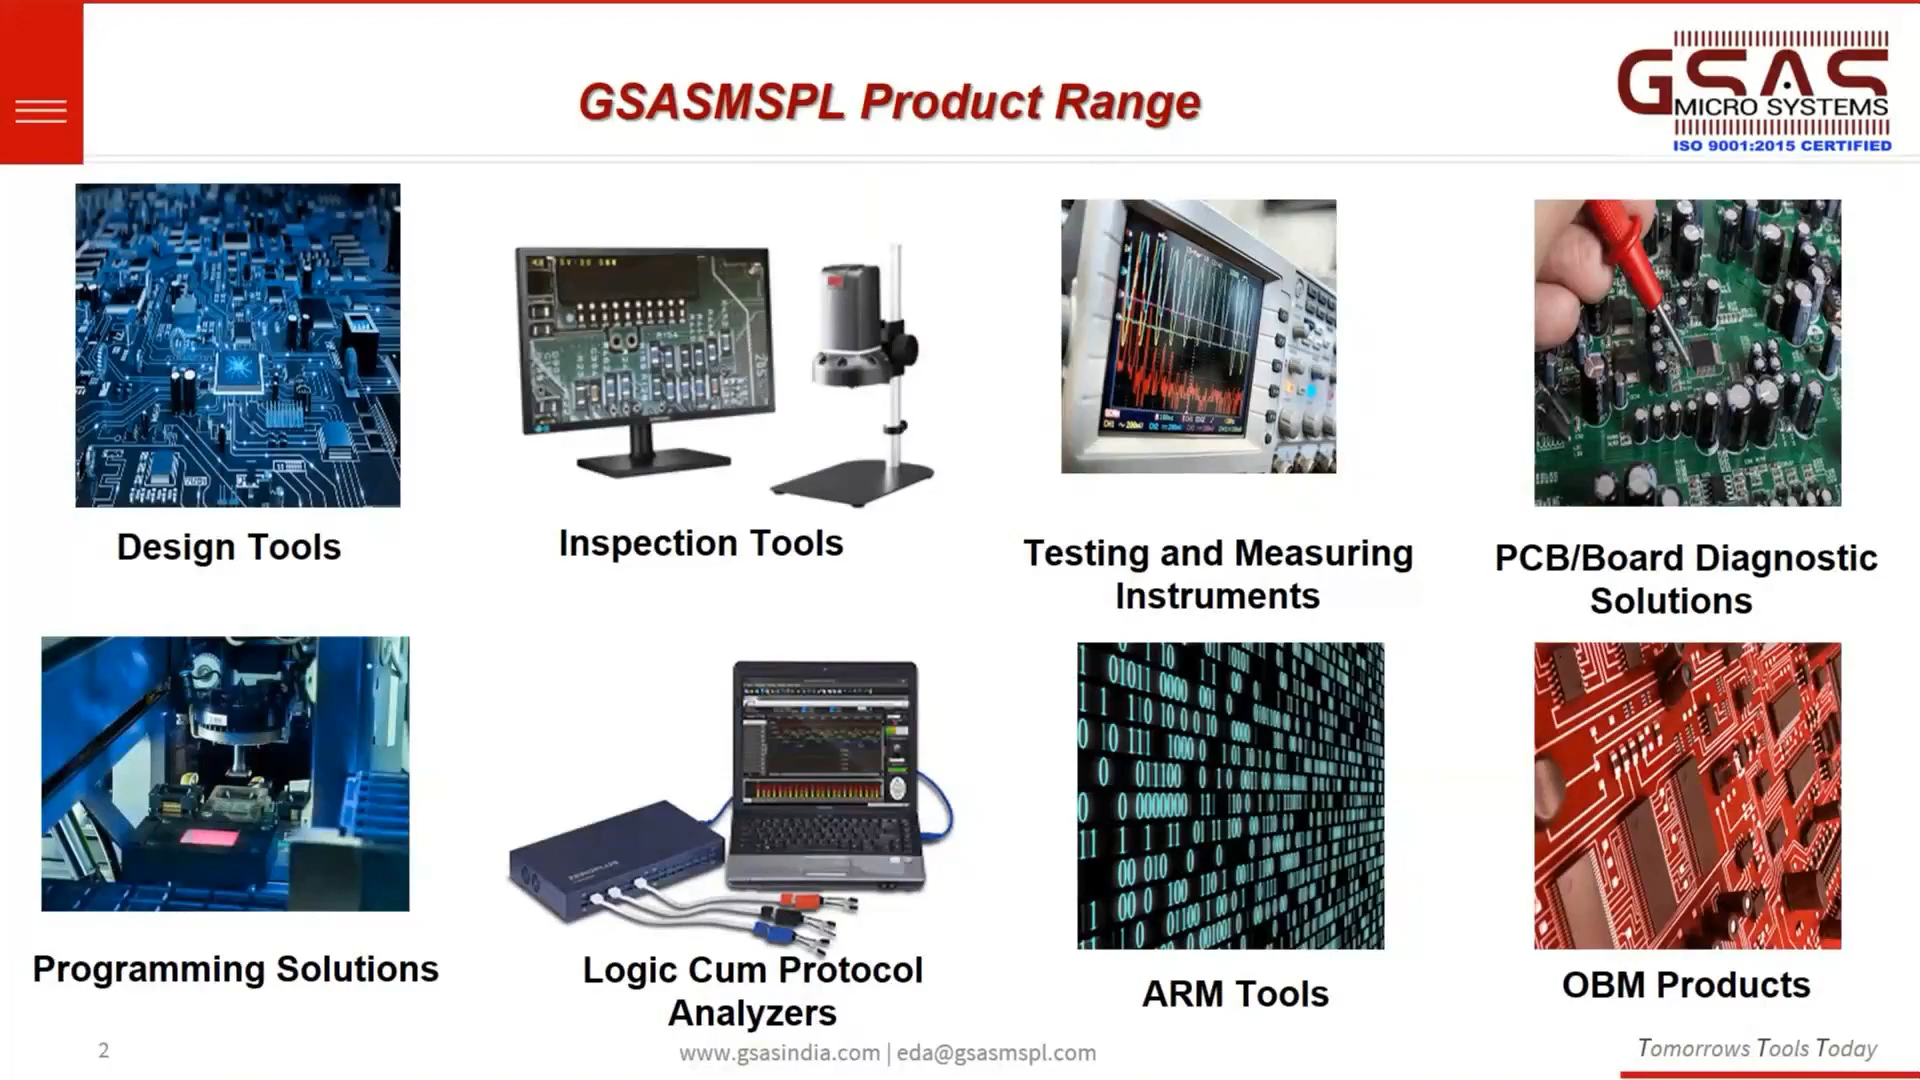 GSASMSPL Product Range
GSAS
MICRO SYSTEMS
ISO 9001:2015 CERTIFIED
Design Tools
Inspection Tools
Testing and Measuring
Instruments
PCB/Board Diagnostic
Solutions
Programming Solutions
Logic Cum Protocol
Analyzers
ARM Tools
OBM Products
2
www.gsasindia.com | eda@gsasmspl.com
Tomorrows Tools Today